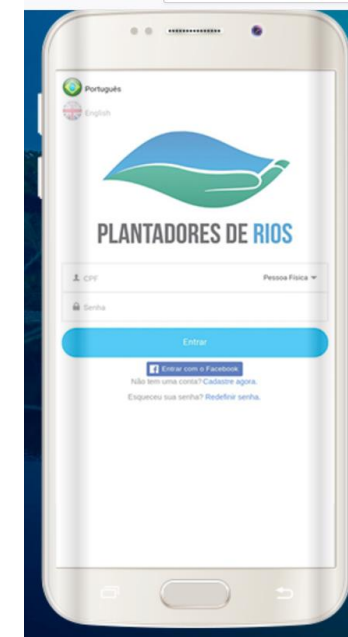 Português
English
PLANTADORES DE RIOS
CPF Pessoa Física
Senha
Entrar
Entrar com o Facebook
Não tem uma conta? Cadastre agora.
Esqueceu sua senha? Redefinir senha.